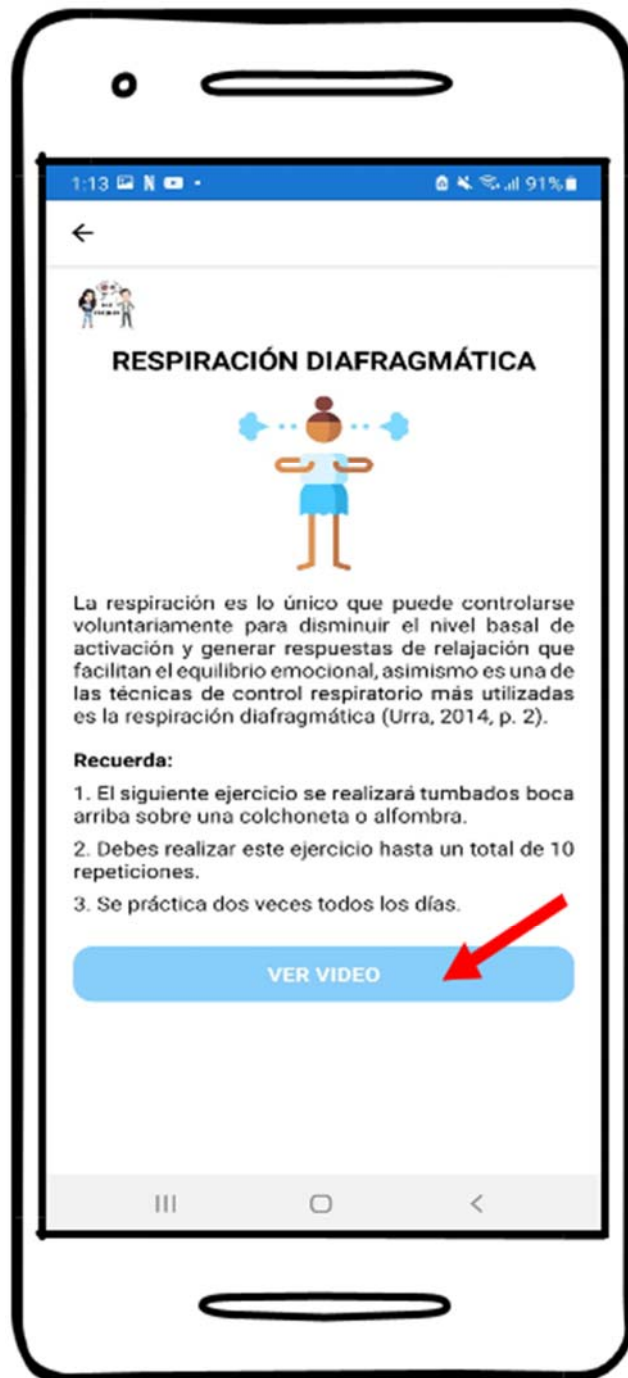 1:13
91%
RESPIRACIÓN DIAFRAGMÁTICA
La respiración es lo único que puede controlarse
voluntariamente para disminuir el nivel basal de
activación y generar respuestas de relajación que
facilitan el equilibrio emocional, asimismo es una de
las técnicas de control respiratorio más utilizadas
es la respiración diafragmática (Urra, 2014, p. 2).
Recuerda:
1. El siguiente ejercicio se realizará tumbados boca
arriba sobre una colchoneta o alfombra.
2. Debes realizar este ejercicio hasta un total de 10
repeticiones.
3. Se práctica dos veces todos los días.
VER VIDEO